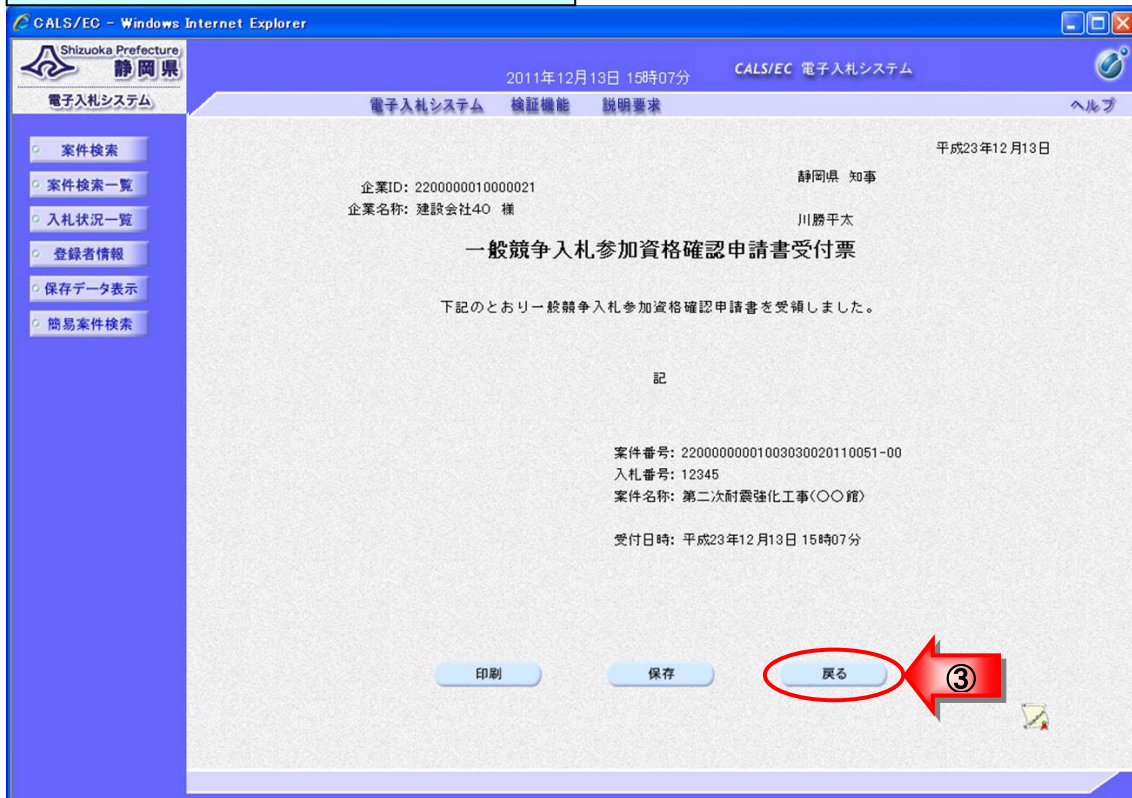 CALS/EC - Windows Internet Explorer
Shizuoka Prefecture
静岡県
電子入札システム
2011年12月13日 15時07分
CALS/EC 電子入札システム
電子入札システム 検証機能 説明要求 ヘルプ
案件検索
案件検索一覧
入札状況一覧
登録者情報
保存データ表示
簡易案件検索
平成23年12月13日
静岡県 知事
企業ID: 2200000010000021
企業名称: 建設会社40 様
川勝平太
一般競争入札参加資格確認申請書受付票
下記のとおり一般競争入札参加資格確認申請書を受領しました。
記
案件番号: 22000000001003030020110051-00
入札番号: 12345
案件名称: 第二次耐震強化工事(〇〇館)
受付日時: 平成23年12月13日 15時07分
印刷 保存 戻る ③